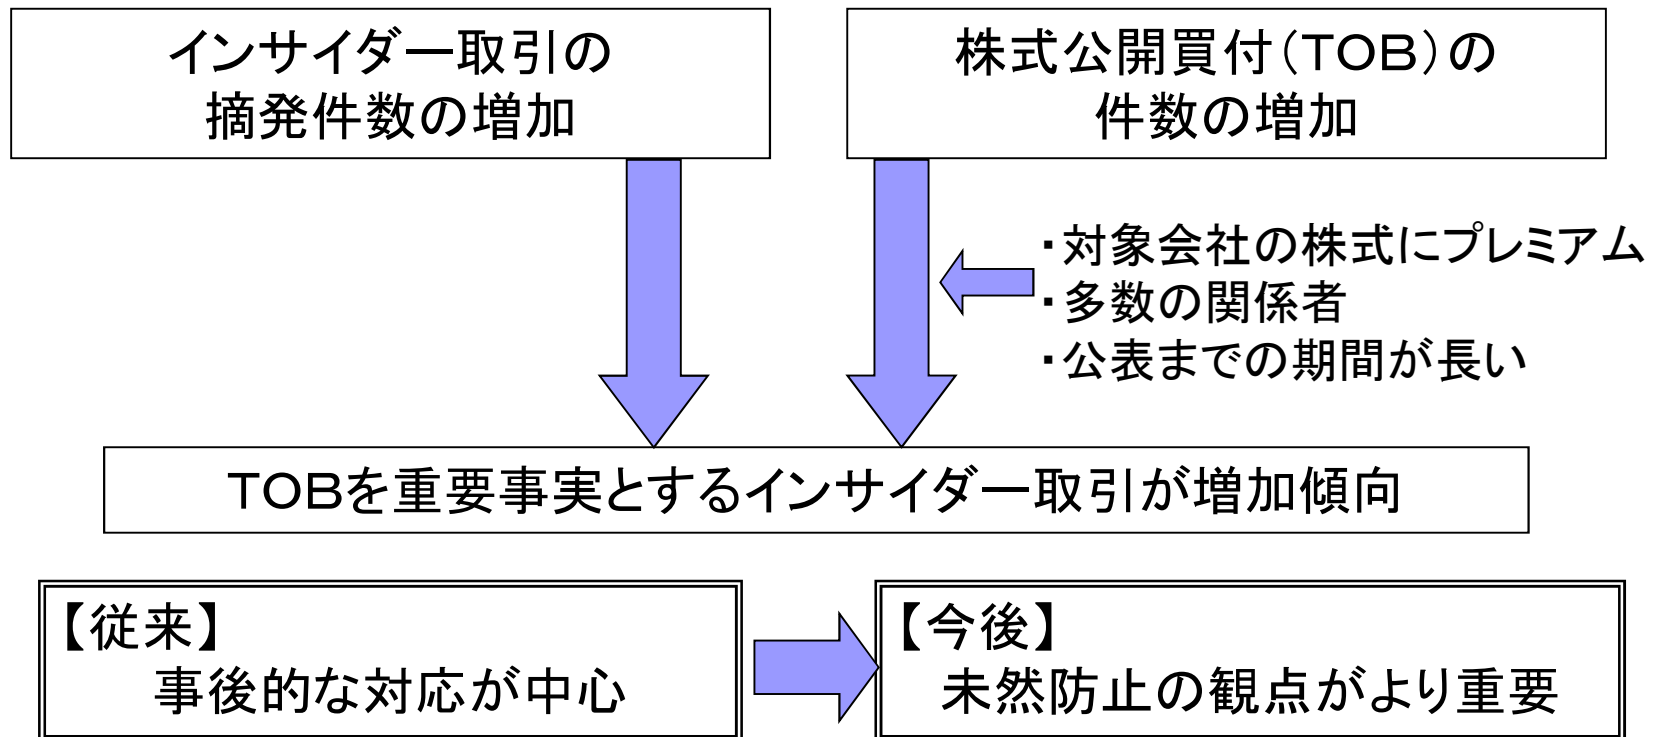 インサイダー取引の
摘発件数の増加
株式公開買付(TOB)の
件数の増加
・対象会社の株式にプレミアム
・多数の関係者
・公表までの期間が長い
TOBを重要事実とするインサイダー取引が増加傾向
【従来】
事後的な対応が中心
【今後】
未然防止の観点がより重要